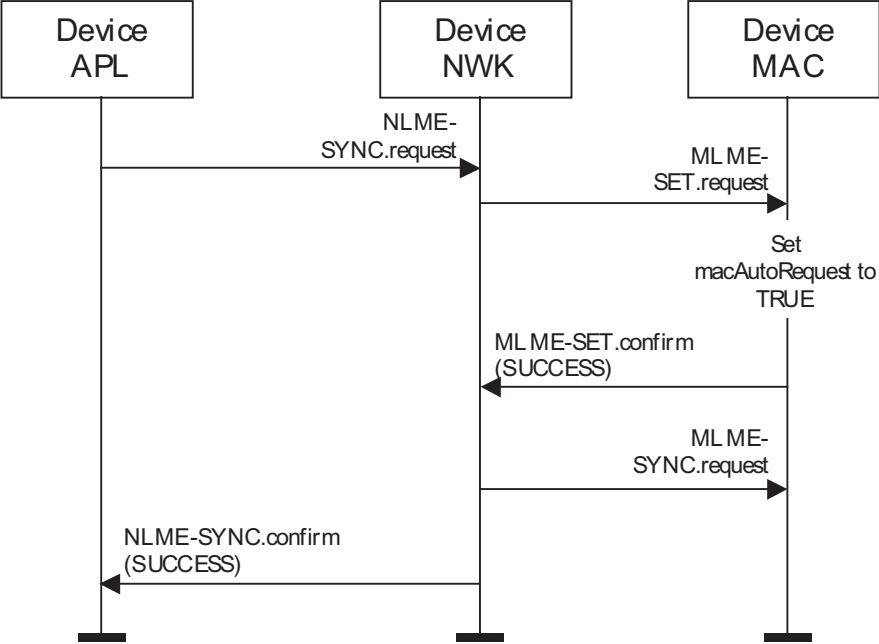 Device
APL
Device
NWK
Device
MAC
NLME-
SYNC.request
MLME-
SET.request
Set
macAutoRequest to
TRUE
MLME-SET.confirm
(SUCCESS)
MLME-
SYNC.request
NLME-SYNC.confirm
(SUCCESS)